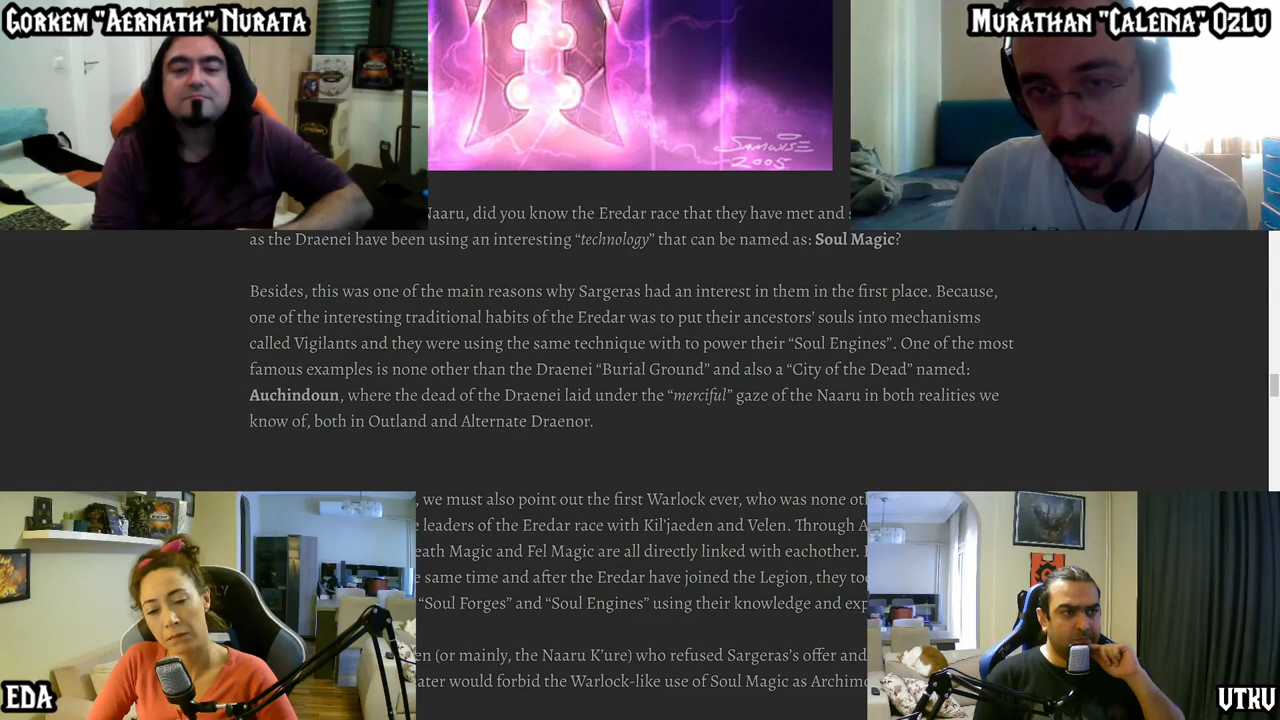 GORKEM "AERNATH" NURATA
MURATHAN "CALEINA" OZLU
SAMWISE
2005
Naaru, did you know the Eredar race that they have met and
as the Draenei have been using an interesting “technology” that can be named as: Soul Magic?
Besides, this was one of the main reasons why Sargeras had an interest in them in the first place. Because,
one of the interesting traditional habits of the Eredar was to put their ancestors’ souls into mechanisms
called Vigilants and they were using the same technique with to power their “Soul Engines”. One of the most
famous examples is none other than the Draenei “Burial Ground” and also a “City of the Dead” named:
Auchindoun, where the dead of the Draenei laid under the “merciful” gaze of the Naaru in both realities we
know of, both in Outland and Alternate Draenor.
, we must also point out the first Warlock ever, who was none
leaders of the Eredar race with Kil’jaeden and Velen. Through
Magic and Fel Magic are all directly linked with eachother.
same time and after the Eredar have joined the Legion, they
“Soul Forges” and “Soul Engines” using their knowledge and
(or mainly, the Naaru K’ure) who refused Sargeras’s offer and
would forbid the Warlock-like use of Soul Magic as
EDA
UTKU